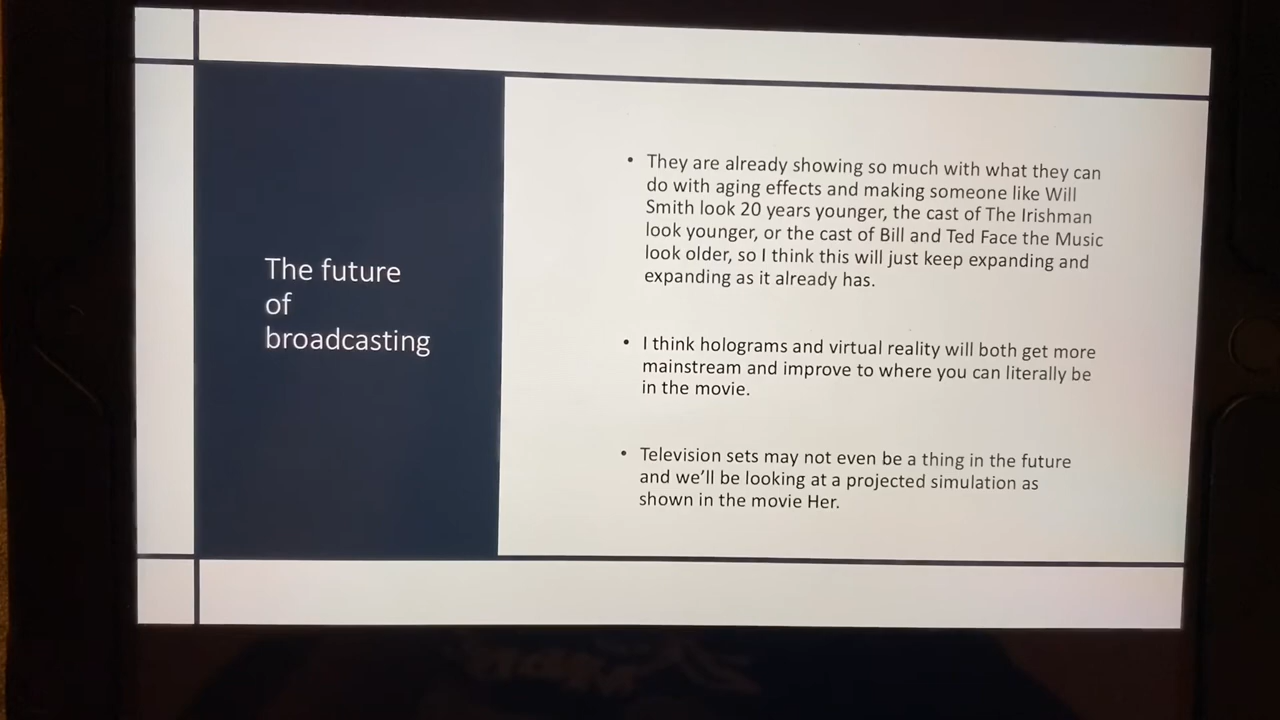 The future
of
broadcasting
• They are already showing so much with what they can
do with aging effects and making someone like Will
Smith look 20 years younger, the cast of The Irishman
look younger, or the cast of Bill and Ted Face the Music
look older, so I think this will just keep expanding and
expanding as it already has.
• I think holograms and virtual reality will both get more
mainstream and improve to where you can literally be
in the movie.
• Television sets may not even be a thing in the future
and we'll be looking at a projected simulation as
shown in the movie Her.